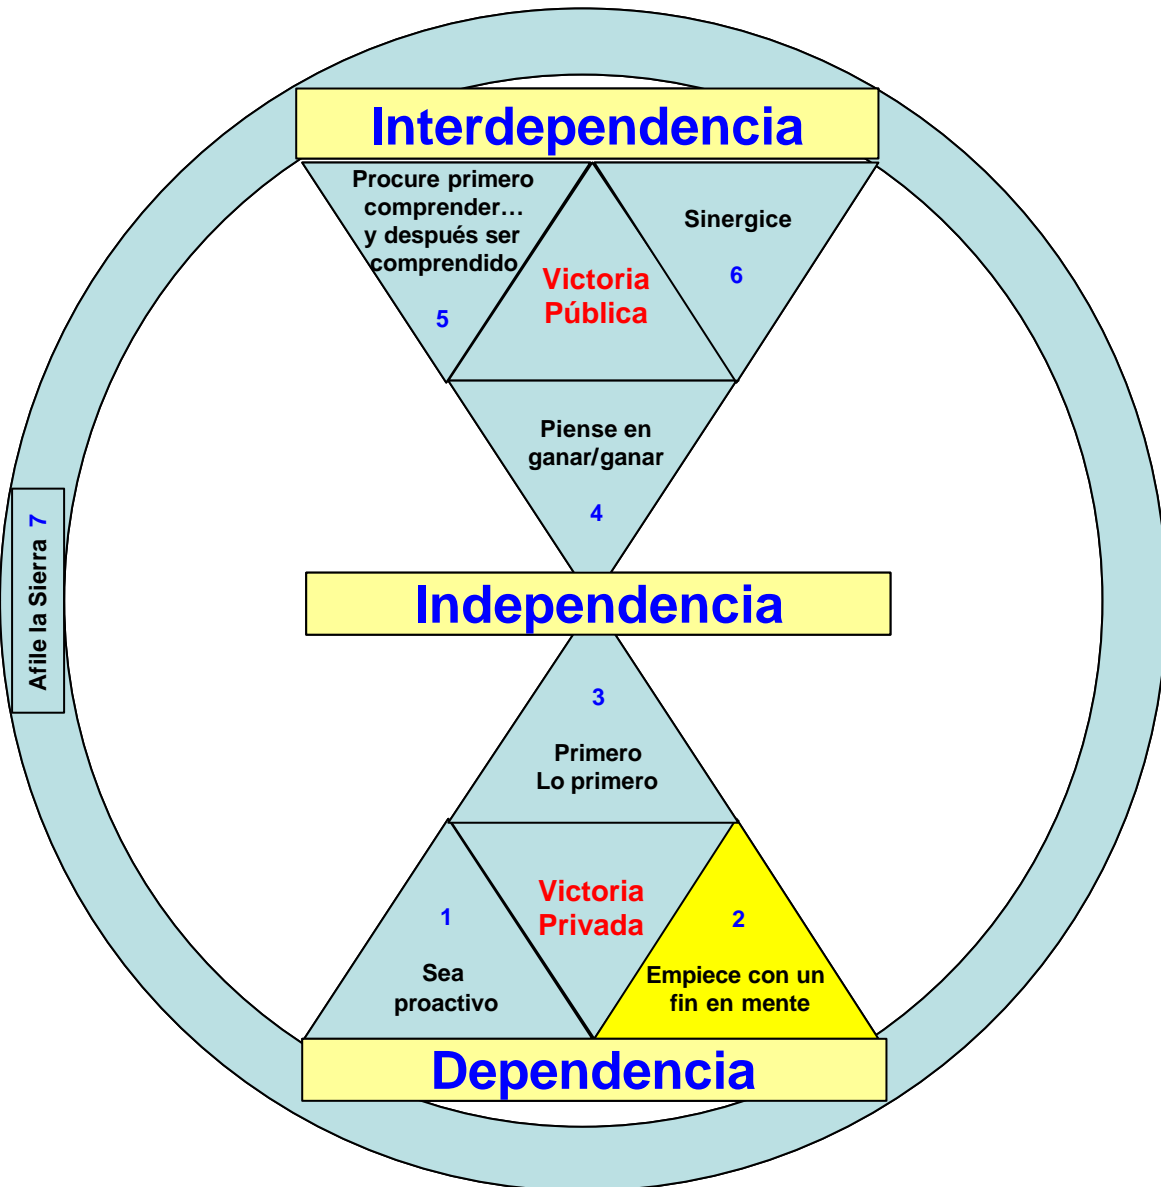 Interdependencia
Procure primero
comprender…
y después ser
comprendido
5
Victoria
Pública
Sinergice
6
Piense en
ganar/ganar
4
Afile la Sierra 7
Independencia
3
Primero
Lo primero
1
Sea
proactivo
Victoria
Privada
2
Empiece con un
fin en mente
Dependencia